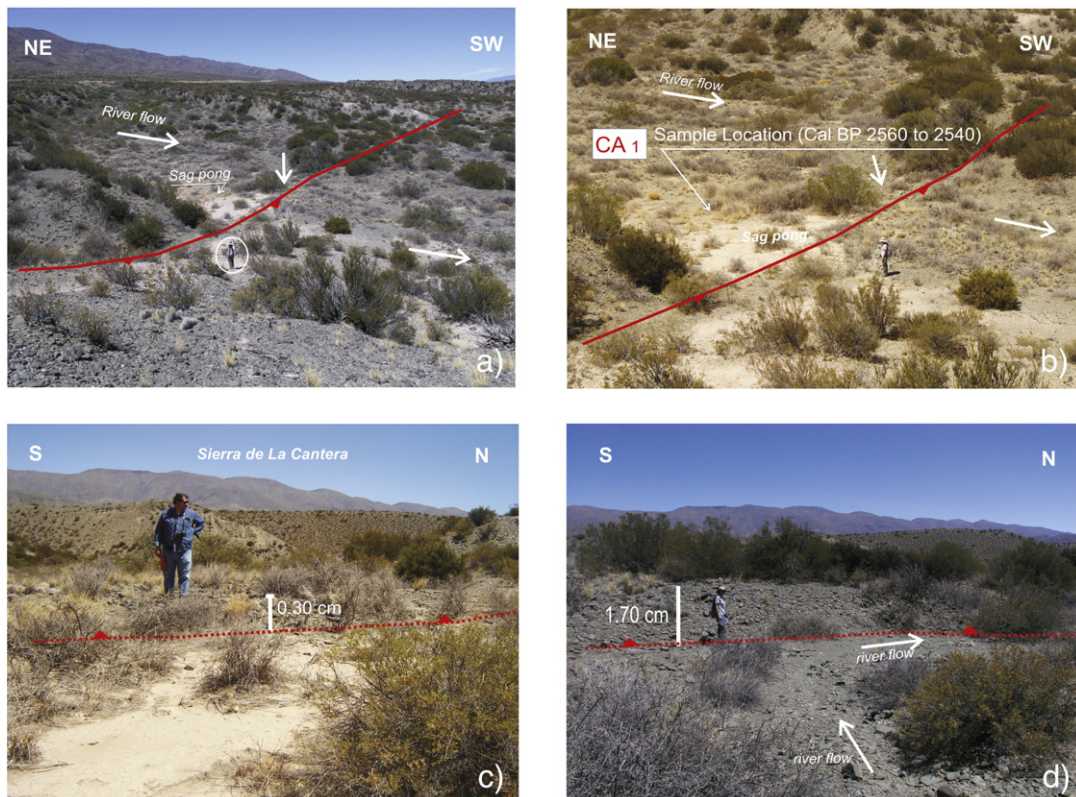 NE
SW
River flow
Sag pong
a)
NE
SW
River flow
CA 1
Sample Location (Cal BP 2560 to 2540)
Sag pong
b)
S
Sierra de La Cantera
N
0.30 cm
c)
S
N
1.70 cm
river flow
river flow
d)